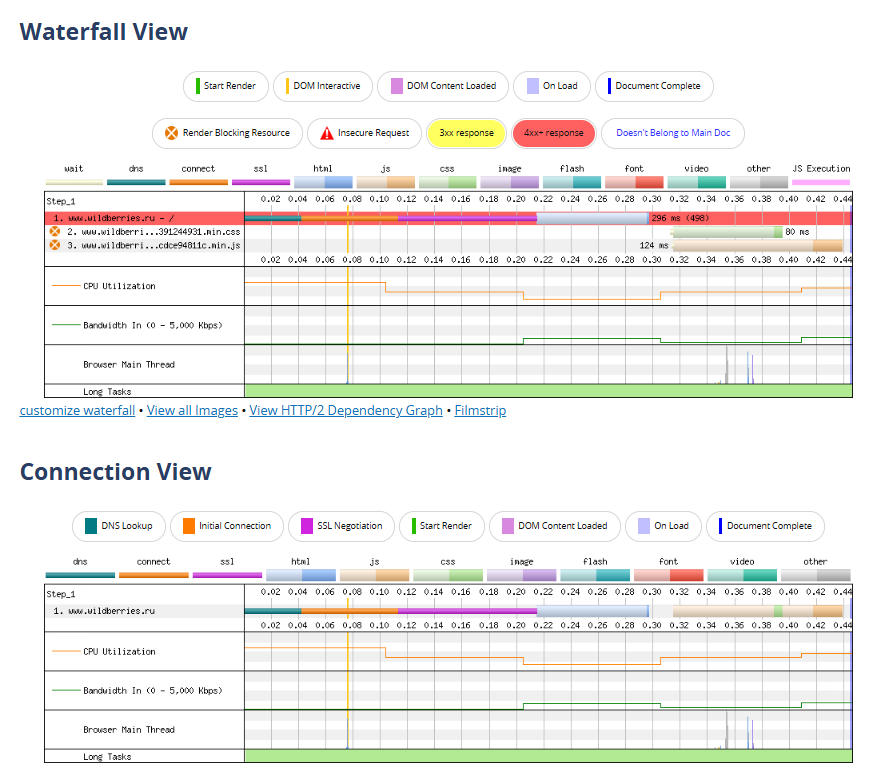 Waterfall View
Start Render DOM Interactive DOM Content Loaded On Load Document Complete
Render Blocking Resource Insecure Request 3xx response 4xx+ response Doesn't Belong to Main Doc
wait dns connect ssl html js css image flash font video other JS Execution
Step_1 0.02 0.04 0.06 0.08 0.10 0.12 0.14 0.16 0.18 0.20 0.22 0.24 0.26 0.28 0.30 0.32 0.34 0.36 0.38 0.40 0.42 0.44
1. www.wildberries.ru - / 296 ms (498)
2. www.wildberri...391244931.min.css 80 ms
3. www.wildberri...cdce94811c.min.js 124 ms
0.02 0.04 0.06 0.08 0.10 0.12 0.14 0.16 0.18 0.20 0.22 0.24 0.26 0.28 0.30 0.32 0.34 0.36 0.38 0.40 0.42 0.44
CPU Utilization
Bandwidth In (0 - 5,000 Kbps)
Browser Main Thread
Long Tasks
customize waterfall • View all Images • View HTTP/2 Dependency Graph • Filmstrip
Connection View
DNS Lookup Initial Connection SSL Negotiation Start Render DOM Content Loaded On Load Document Complete
dns connect ssl html js css image flash font video other
Step_1 0.02 0.04 0.06 0.08 0.10 0.12 0.14 0.16 0.18 0.20 0.22 0.24 0.26 0.28 0.30 0.32 0.34 0.36 0.38 0.40 0.42 0.44
1. www.wildberries.ru
0.02 0.04 0.06 0.08 0.10 0.12 0.14 0.16 0.18 0.20 0.22 0.24 0.26 0.28 0.30 0.32 0.34 0.36 0.38 0.40 0.42 0.44
CPU Utilization
Bandwidth In (0 - 5,000 Kbps)
Browser Main Thread
Long Tasks